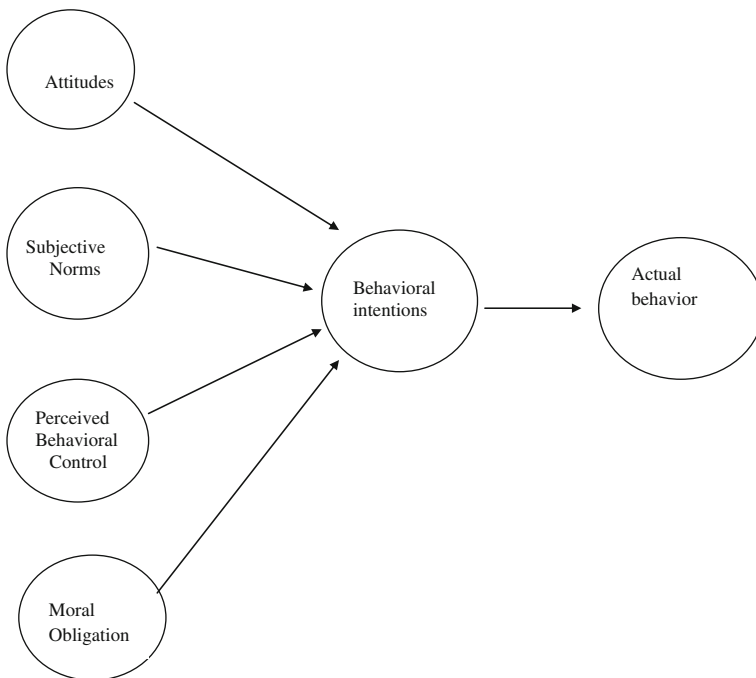 Attitudes
Subjective
Norms
Perceived
Behavioral
Control
Moral
Obligation
Behavioral
intentions
Actual
behavior